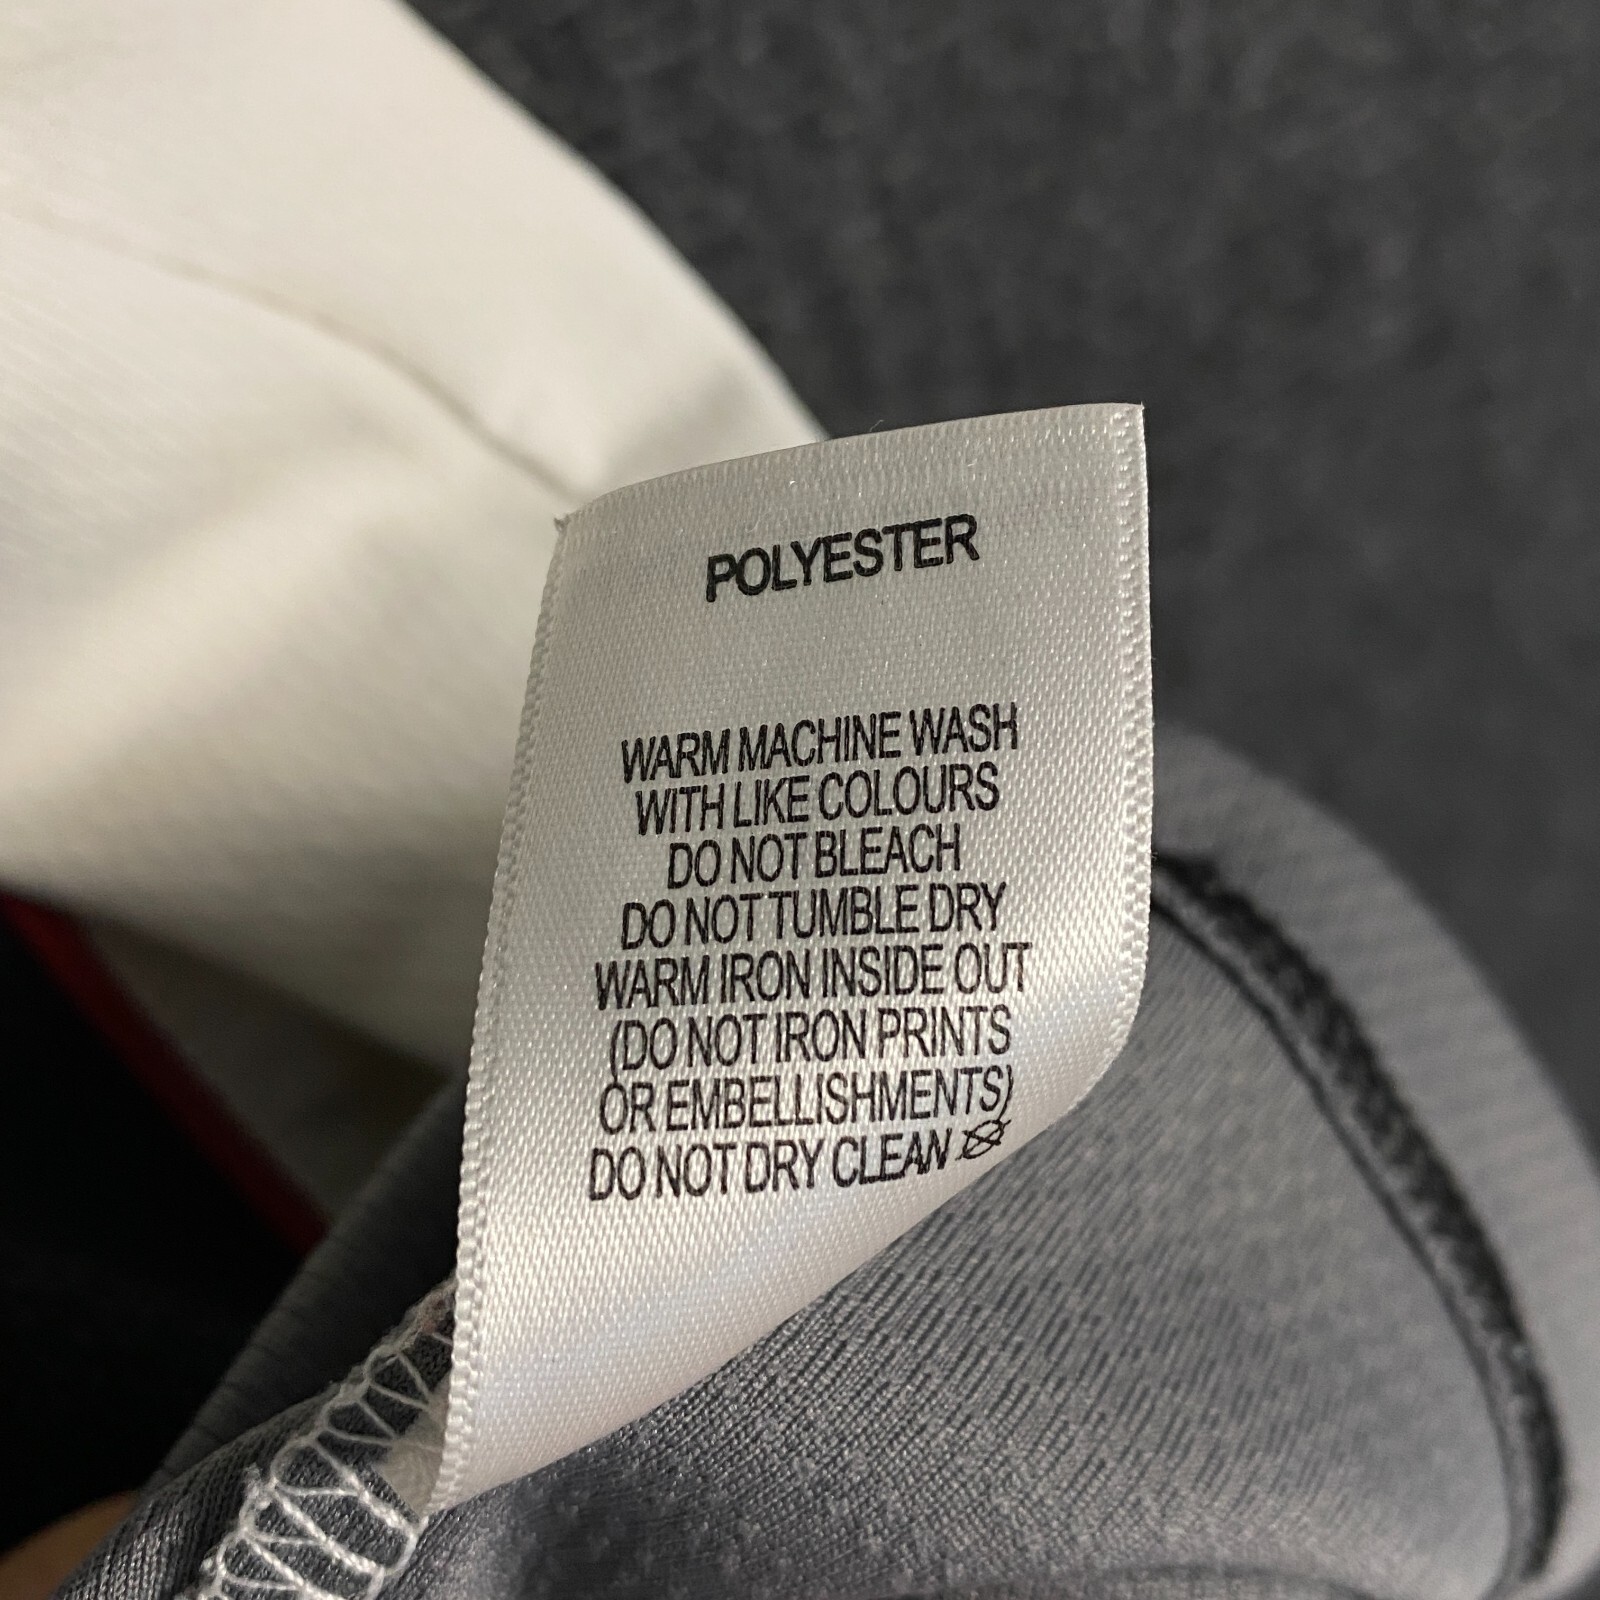 POLYESTER
WARM MACHINE WASH
WITH LIKE COLOURS
DO NOT BLEACH
DO NOT TUMBLE DRY
WARM IRON INSIDE OUT
(DO NOT IRON PRINTS
OR EMBELLISHMENTS)
DO NOT DRY CLEAN